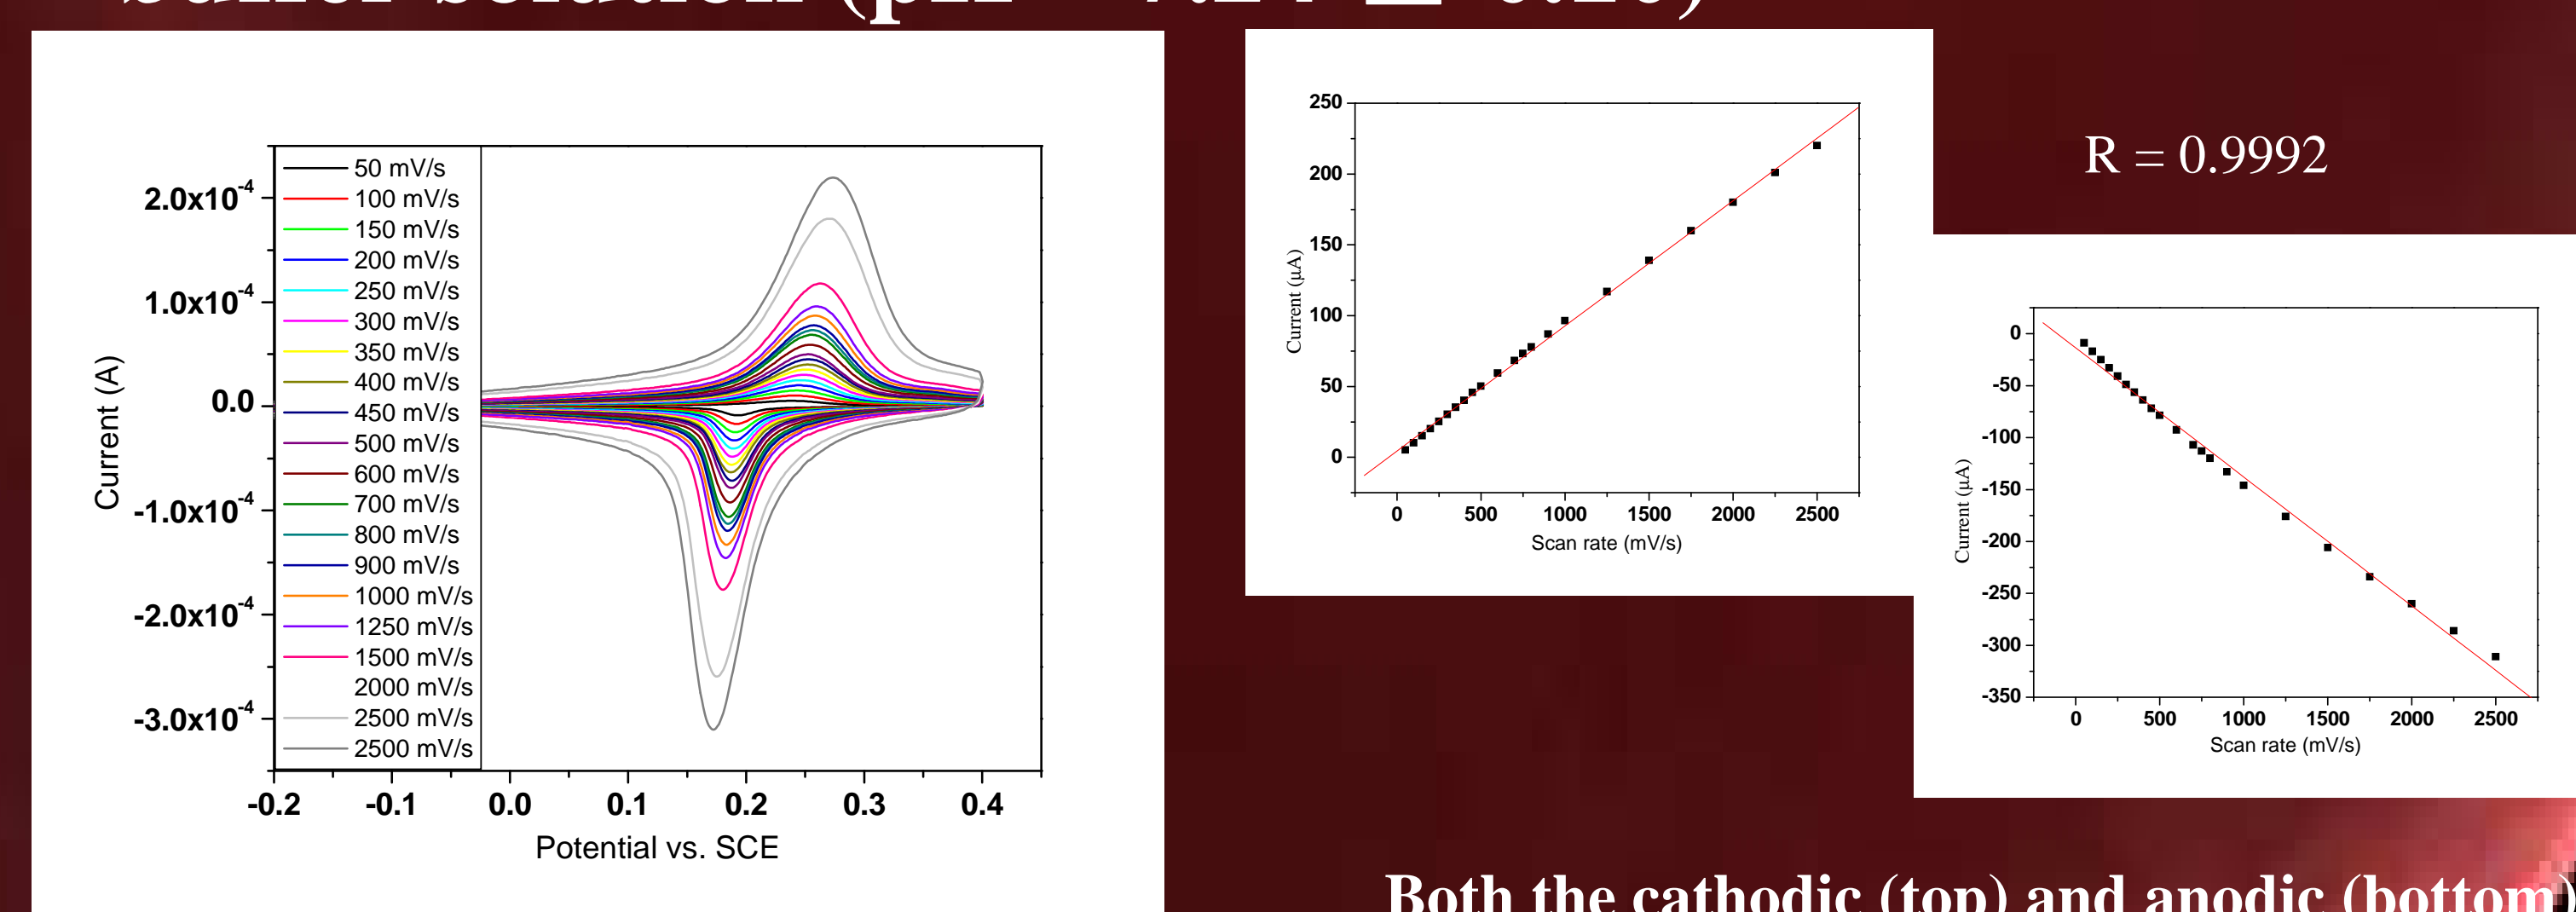 2.0x10-4
1.0x10-4
0.0
-1.0x10-4
-2.0x10-4
-3.0x10-4
Current (A)
50 mV/s
100 mV/s
150 mV/s
200 mV/s
250 mV/s
300 mV/s
350 mV/s
400 mV/s
450 mV/s
500 mV/s
600 mV/s
700 mV/s
800 mV/s
900 mV/s
1000 mV/s
1250 mV/s
1500 mV/s
2000 mV/s
2500 mV/s
2500 mV/s
-0.2 -0.1 0.0 0.1 0.2 0.3 0.4
Potential vs. SCE
250
200
150
100
50
0
Current (µA)
0 500 1000 1500 2000 2500
Scan rate (mV/s)
R = 0.9992
0
-50
-100
-150
-200
-250
-300
-350
Current (µA)
0 500 1000 1500 2000 2500
Scan rate (mV/s)
Both the cathodic (top) and anodic (bottom)